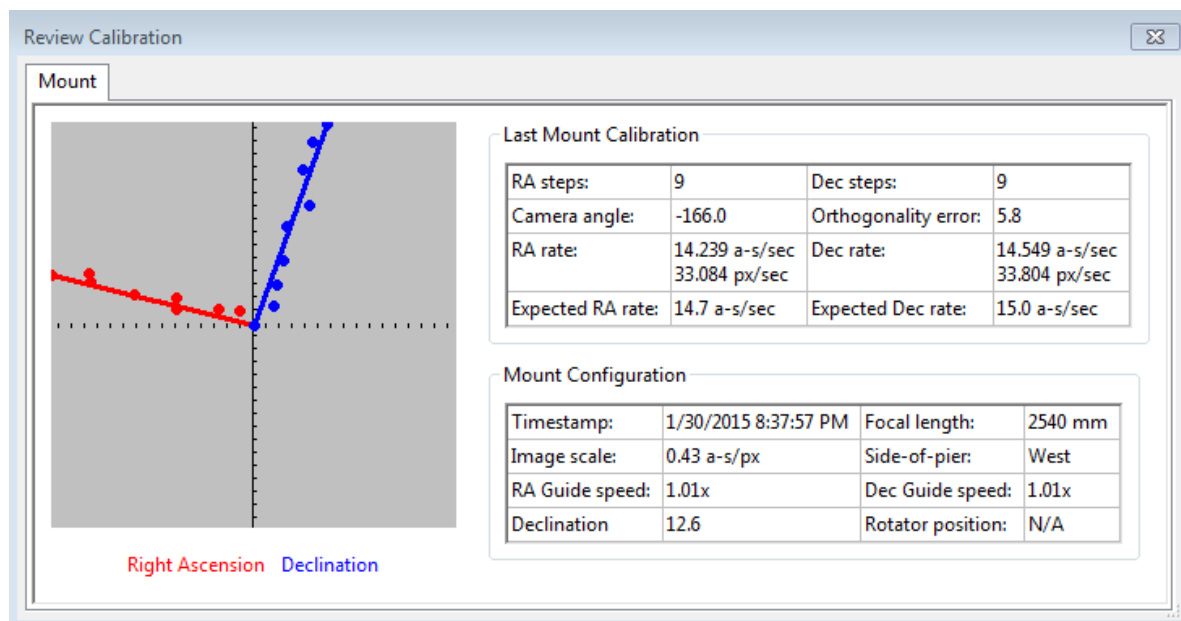 Review Calibration
Mount
Last Mount Calibration
RA steps: 9 Dec steps: 9
Camera angle: -166.0 Orthogonality error: 5.8
RA rate: 14.239 a-s/sec Dec rate: 14.549 a-s/sec
33.084 px/sec 33.804 px/sec
Expected RA rate: 14.7 a-s/sec Expected Dec rate: 15.0 a-s/sec
Mount Configuration
Timestamp: 1/30/2015 8:37:57 PM Focal length: 2540 mm
Image scale: 0.43 a-s/px Side-of-pier: West
RA Guide speed: 1.01x Dec Guide speed: 1.01x
Declination 12.6 Rotator position: N/A
Right Ascension Declination